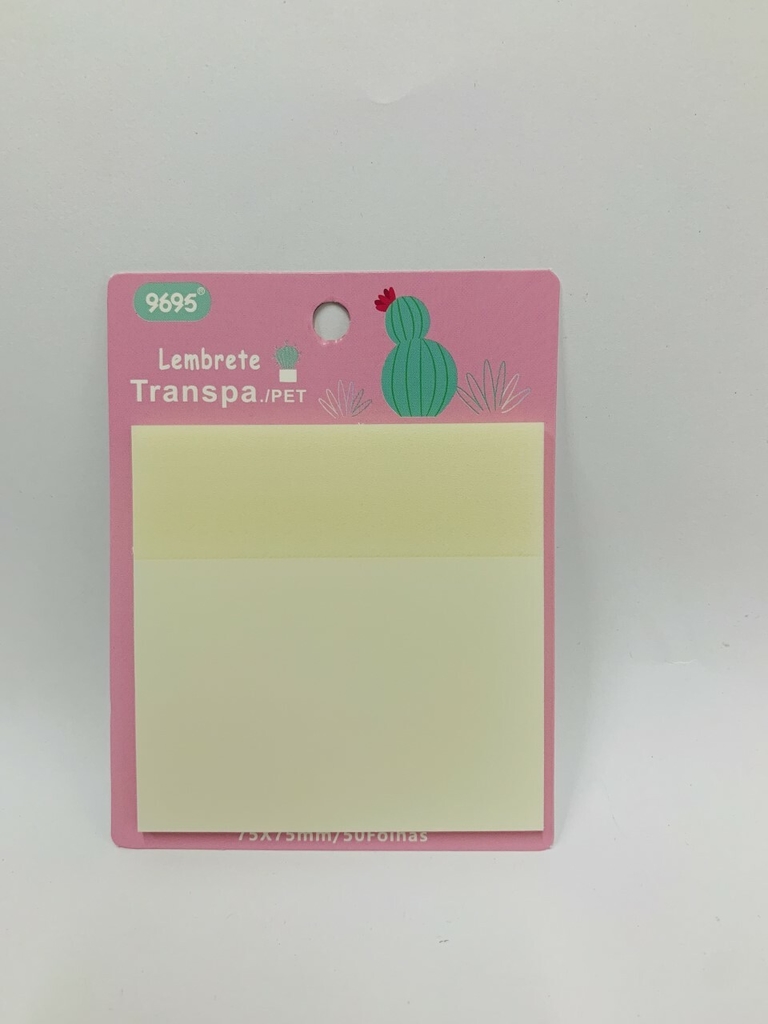 9695®
Lembrete
Transpa./PET
75X75mm/50Folhas